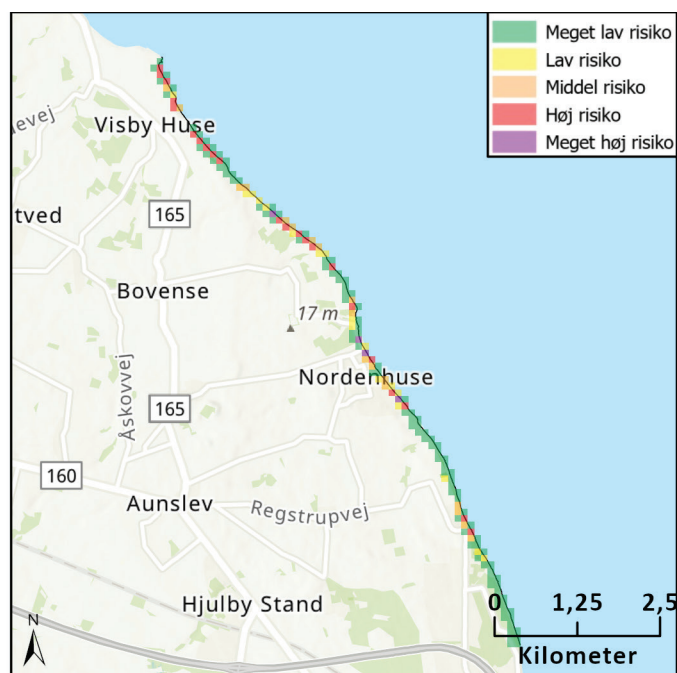 Meget lav risiko
Lav risiko
Middel risiko
Høj risiko
Meget høj risiko
levej
Visby Huse
tved
165
Bovense
17 m
Nordenhuse
Åskovvej
165
160
Aunslev
Regstrupvej
Hjulby Stand
0 1,25 2,5
Kilometer
N